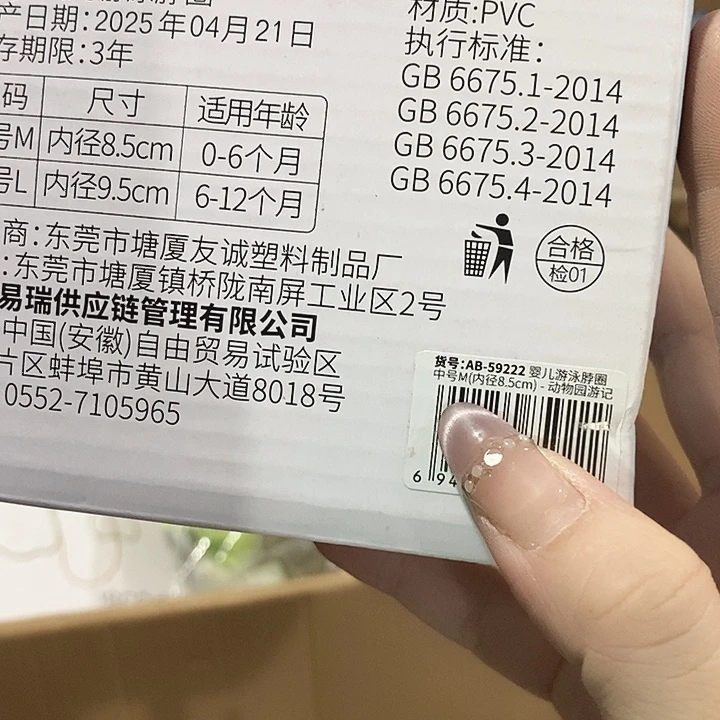 产日期:2025年04月21日
存期限:3年
码 尺寸 适用年龄
号M 内径8.5cm 0-6个月
号L 内径9.5cm 6-12个月
商:东莞市塘厦友诚塑料制品厂
:东莞市塘厦镇桥陇南屏工业区2号
易瑞供应链管理有限公司
中国(安徽)自由贸易试验区
片区蚌埠市黄山大道8018号
0552-7105965
材质:PVC
执行标准:
GB 6675.1-2014
GB 6675.2-2014
GB 6675.3-2014
GB 6675.4-2014
合格
检01
货号:AB-59222 婴儿游泳脖圈
中号M(内径8.5cm) - 动物园游记
6 94